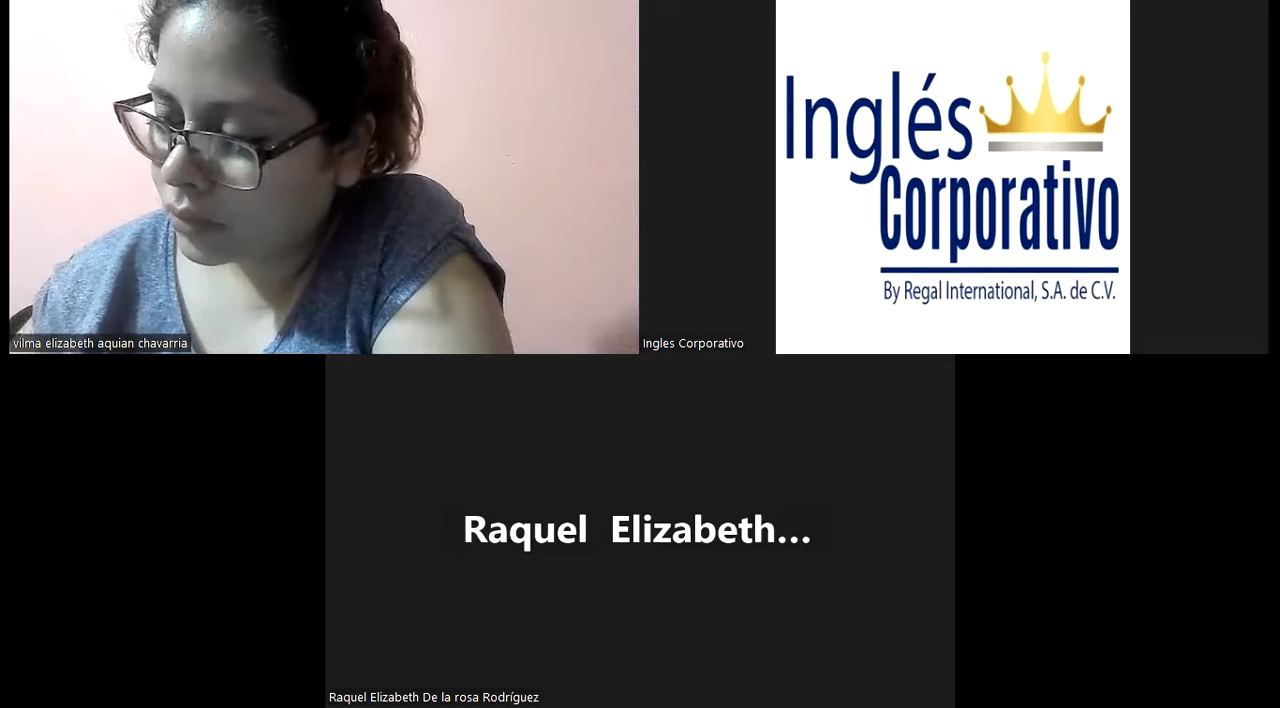 Inglés
Corporativo
By Regal International, S.A. de C.V.
vilma elizabeth aquian chavarria
Ingles Corporativo
Raquel Elizabeth...
Raquel Elizabeth De la rosa Rodríguez